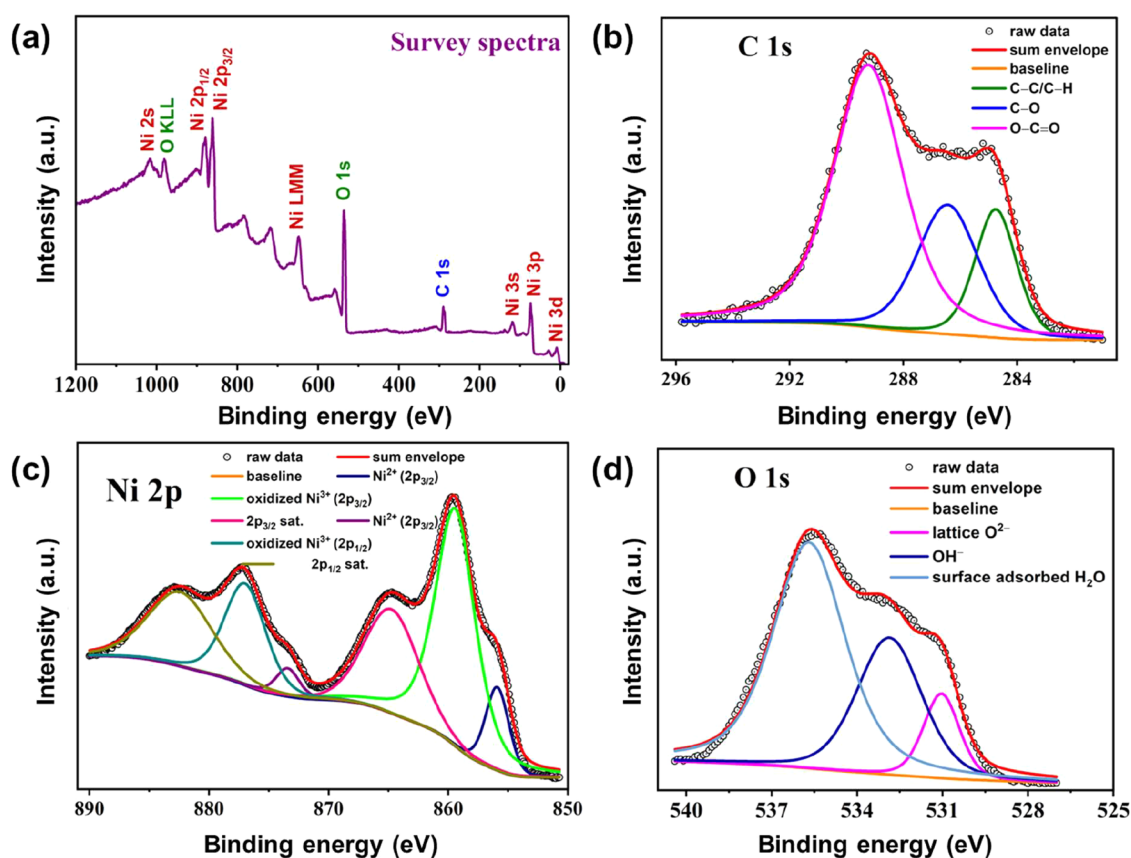 (a)
Survey spectra
Ni 2s
O KLL
Ni 2p₁/₂
Ni 2p₃/₂
Ni LMM
O 1s
C 1s
Ni 3s
Ni 3p
Ni 3d
Intensity (a.u.)
1200 1000 800 600 400 200 0
Binding energy (eV)
(b)
C 1s
raw data
sum envelope
baseline
C−C/C−H
C−O
O−C=O
Intensity (a.u.)
296 292 288 284
Binding energy (eV)
(c)
Ni 2p
raw data sum envelope
baseline Ni²⁺ (2p₃/₂)
oxidized Ni³⁺ (2p₃/₂)
2p₃/₂ sat. Ni²⁺ (2p₃/₂)
oxidized Ni³⁺ (2p₁/₂)
2p₁/₂ sat.
Intensity (a.u.)
890 880 870 860 850
Binding energy (eV)
(d)
O 1s
raw data
sum envelope
baseline
lattice O²⁻
OH⁻
surface adsorbed H₂O
Intensity (a.u.)
540 537 534 531 528 525
Binding energy (eV)